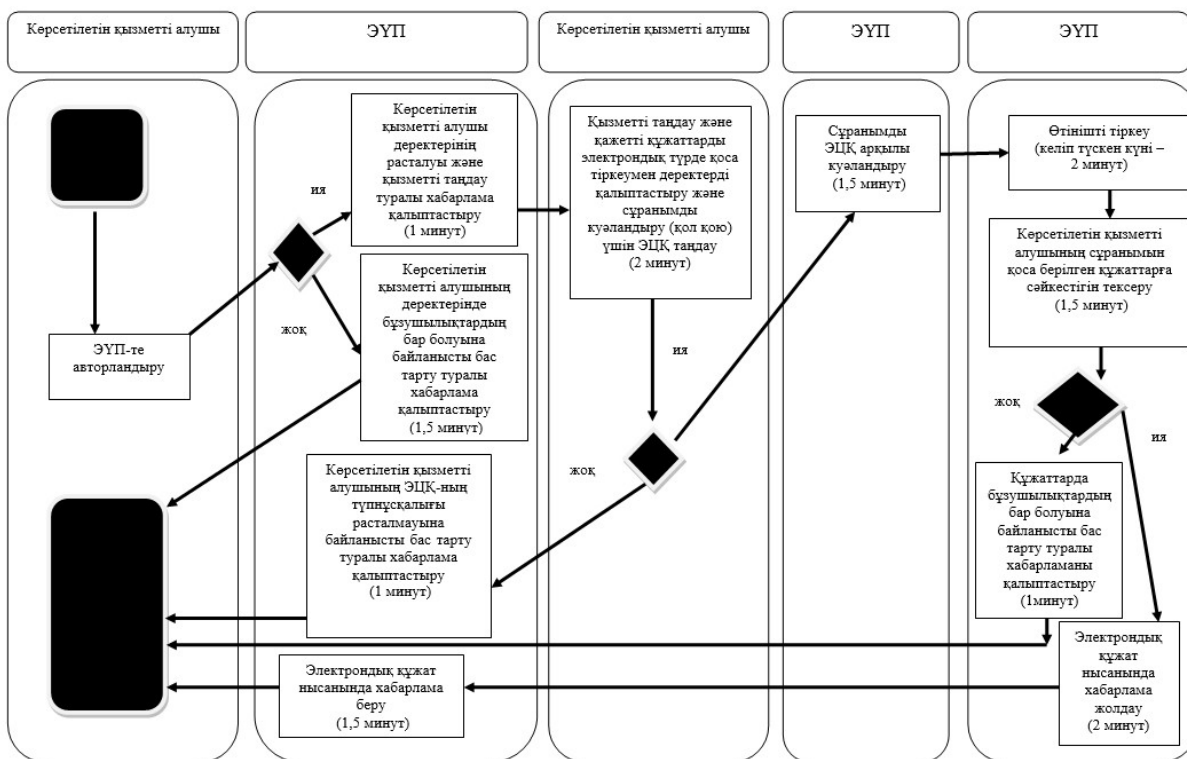 Көрсетілетін қызметті алушы
ЭҮП
Көрсетілетін қызметті алушы
ЭҮП
ЭҮП
ЭҮП-те
авторландыру
Көрсетілетін
қызметті алушы
деректерінің
расталуы және
қызметті таңдау
туралы хабарлама
қалыптастыру
(1 минут)
ия
жоқ
Көрсетілетін
қызметті алушының
деректерінде
бұзушылықтардың
бар болуына
байланысты бас
тарту туралы
хабарлама
қалыптастыру
(1,5 минут)
Көрсетілетін қызметті
алушының ЭЦҚ-ның
түпнұсқалығы
расталмауына
байланысты бас тарту
туралы хабарлама
қалыптастыру
(1 минут)
Электрондық құжат
нысанында хабарлама
беру
(1,5 минут)
Қызметті таңдау және
қажетті құжаттарды
электрондық түрде қоса
тіркеумен деректерді
қалыптастыру және
сұранымды
куәландыру (қол қою)
үшін ЭЦҚ таңдау
(2 минут)
ия
жоқ
Сұранымды
ЭЦҚ арқылы
куәландыру
(1,5 минут)
Өтінішті тіркеу
(келіп түскен күні –
2 минут)
Көрсетілетін қызметті
алушының сұранымын
қоса берілген құжаттарға
сәйкестігін тексеру
(1,5 минут)
жоқ
ия
Құжаттарда
бұзушылықтардың
бар болуына
байланысты бас
тарту туралы
хабарламаны
қалыптастыру
(1минут)
Электрондық
құжат
нысанында
хабарлама
жолдау
(2 минут)